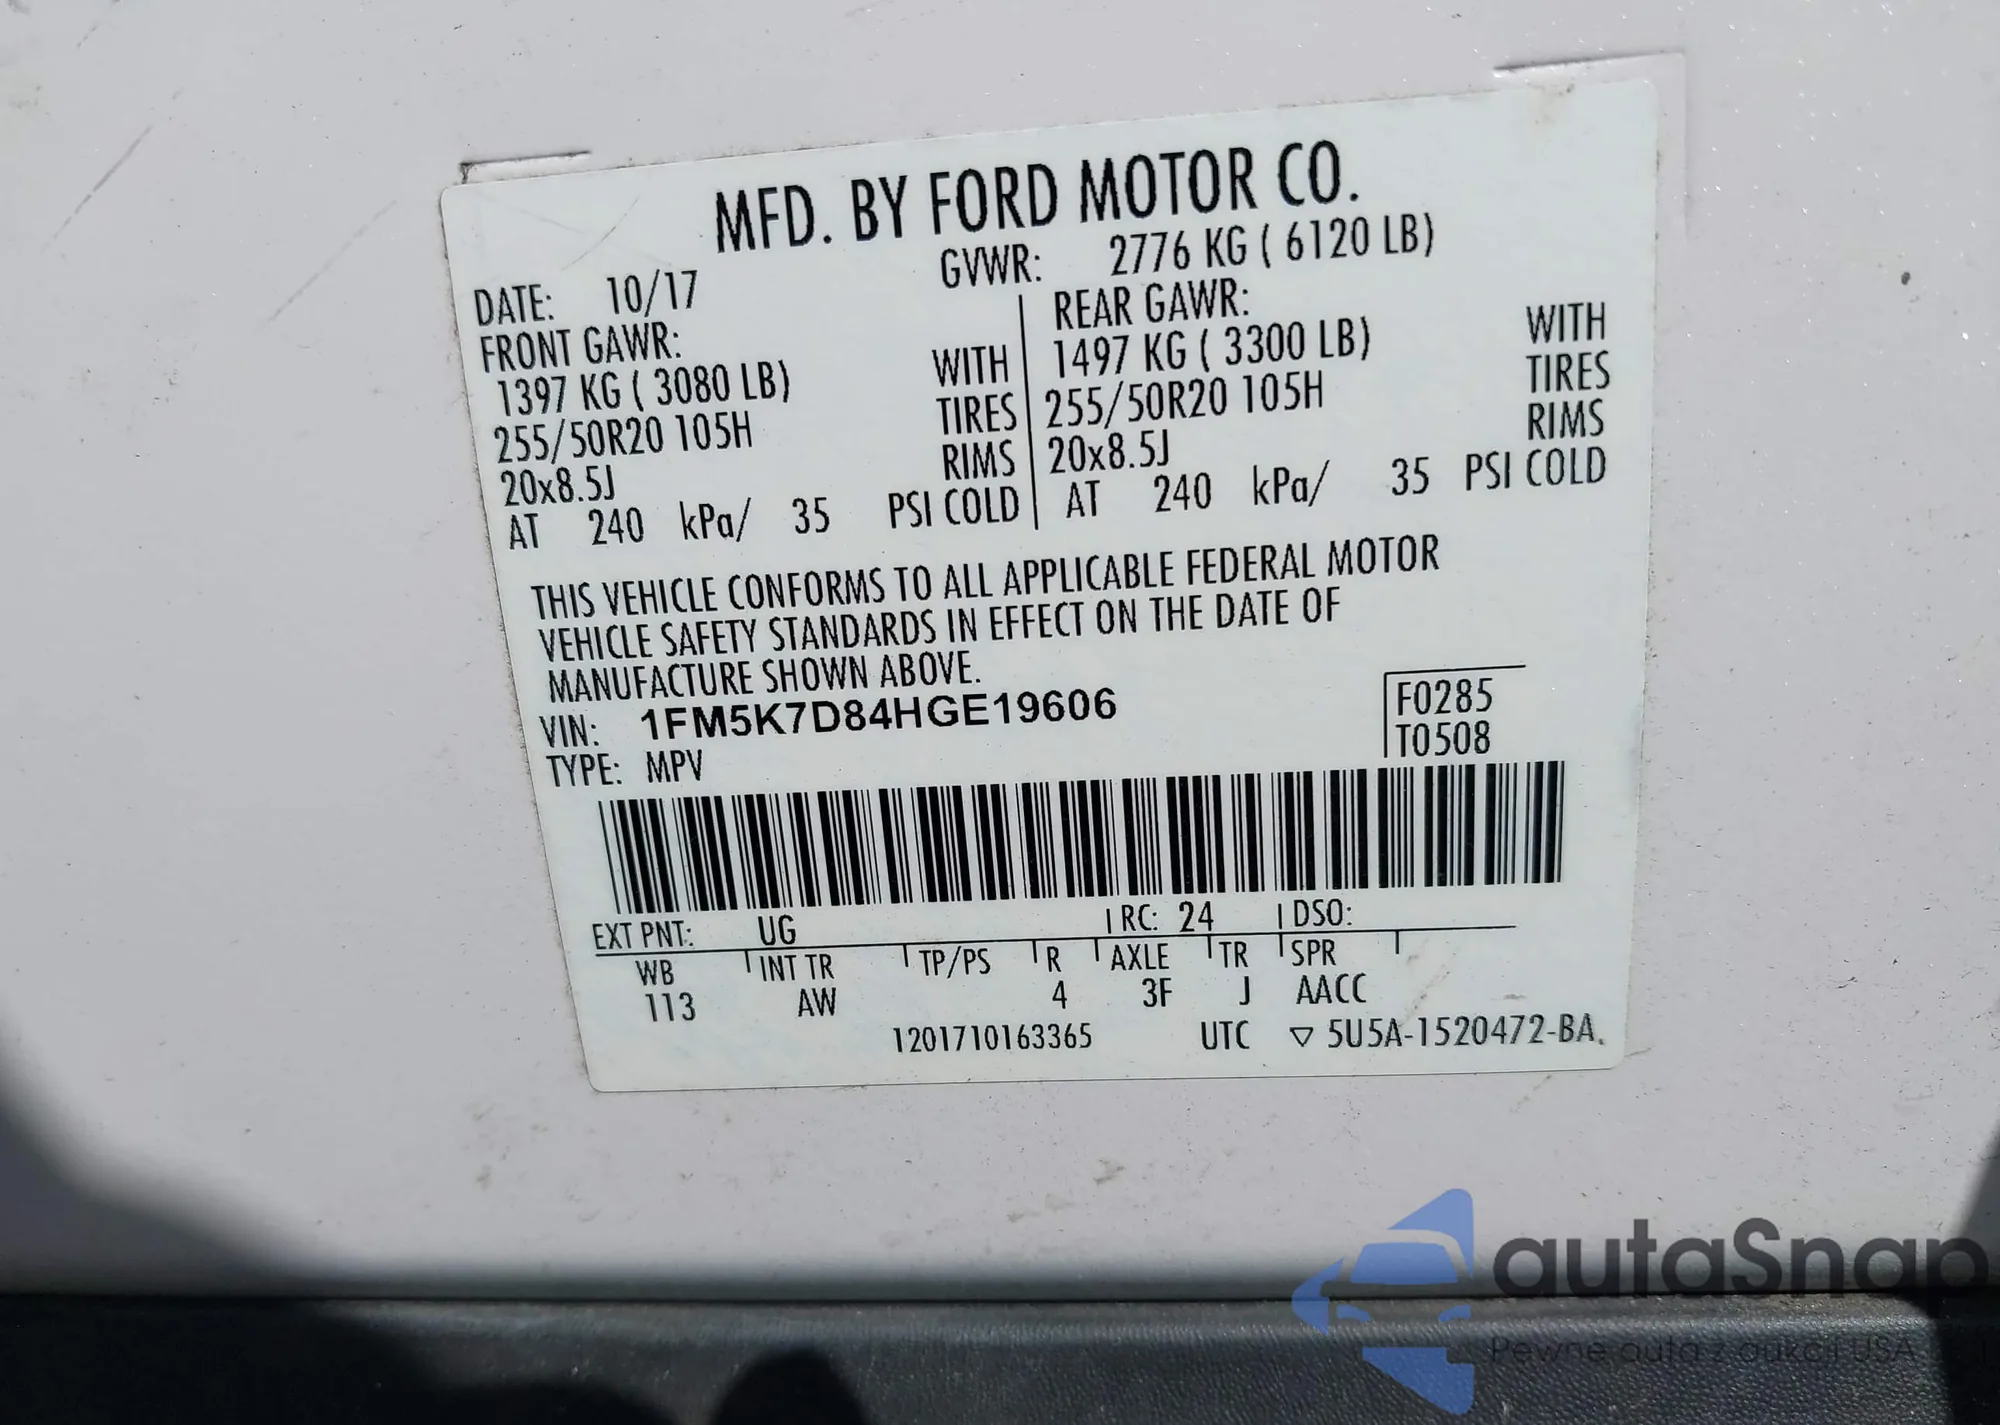 MFD. BY FORD MOTOR CO.
DATE: 10/17 GVWR: 2776 KG ( 6120 LB)
FRONT GAWR: REAR GAWR:
1397 KG ( 3080 LB) WITH 1497 KG ( 3300 LB) WITH
255/50R20 105H TIRES 255/50R20 105H TIRES
20x8.5J RIMS 20x8.5J RIMS
AT 240 kPa/ 35 PSI COLD AT 240 kPa/ 35 PSI COLD
THIS VEHICLE CONFORMS TO ALL APPLICABLE FEDERAL MOTOR
VEHICLE SAFETY STANDARDS IN EFFECT ON THE DATE OF
MANUFACTURE SHOWN ABOVE.
VIN: 1FM5K7D84HGE19606 F0285
TYPE: MPV T0508
EXT PNT: UG RC: 24 DSO:
WB INT TR TP/PS R AXLE TR SPR
113 AW 4 3F J AACC
1201710163365 UTC ▽ 5U5A-1520472-BA.
autaSnap
Pewne auta z aukcji USA